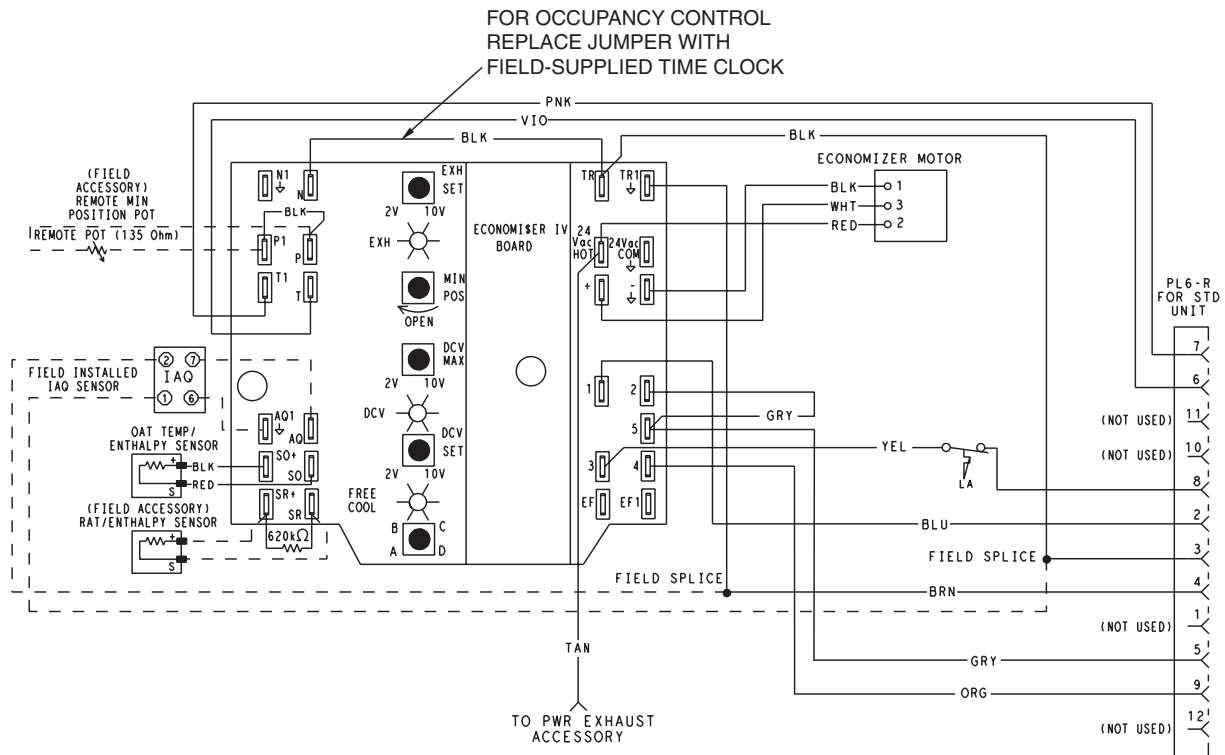 FOR OCCUPANCY CONTROL
REPLACE JUMPER WITH
FIELD-SUPPLIED TIME CLOCK
PNK
VIO
BLK
BLK
ECONOMIZER MOTOR
BLK 1
WHT 3
RED 2
(FIELD
ACCESSORY)
REMOTE MIN
POSITION POT
REMOTE POT (135 Ohm)
N1
N
BLK
P1
P
T1
T
EXH
SET
2V 10V
EXH
MIN
POS
OPEN
DCV
MAX
2V 10V
DCV
DCV
SET
2V 10V
FREE
COOL
B C
A D
ECONOMI$ER IV
BOARD
TR
TR1
24
Vac
HOT
24Vac
COM
+
-
1
2
5
3
4
EF
EF1
GRY
YEL
LA
BLU
FIELD SPLICE
FIELD SPLICE
BRN
GRY
ORG
TAN
TO PWR EXHAUST
ACCESSORY
FIELD INSTALLED
IAQ SENSOR
2 7
IAQ
1 6
AQ1
AQ
OAT TEMP/
ENTHALPY SENSOR
+
S
BLK
RED
SO+
SO
(FIELD ACCESSORY)
RAT/ENTHALPY SENSOR
+
S
SR+
SR
620kΩ
PL6-R
FOR STD
UNIT
7
6
(NOT USED) 11
(NOT USED) 10
8
2
3
4
(NOT USED) 1
5
9
(NOT USED) 12